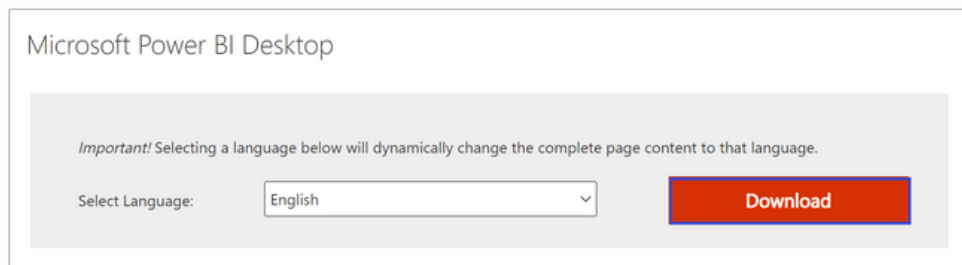 Microsoft Power BI Desktop
Important! Selecting a language below will dynamically change the complete page content to that language.
Select Language:
English
Download